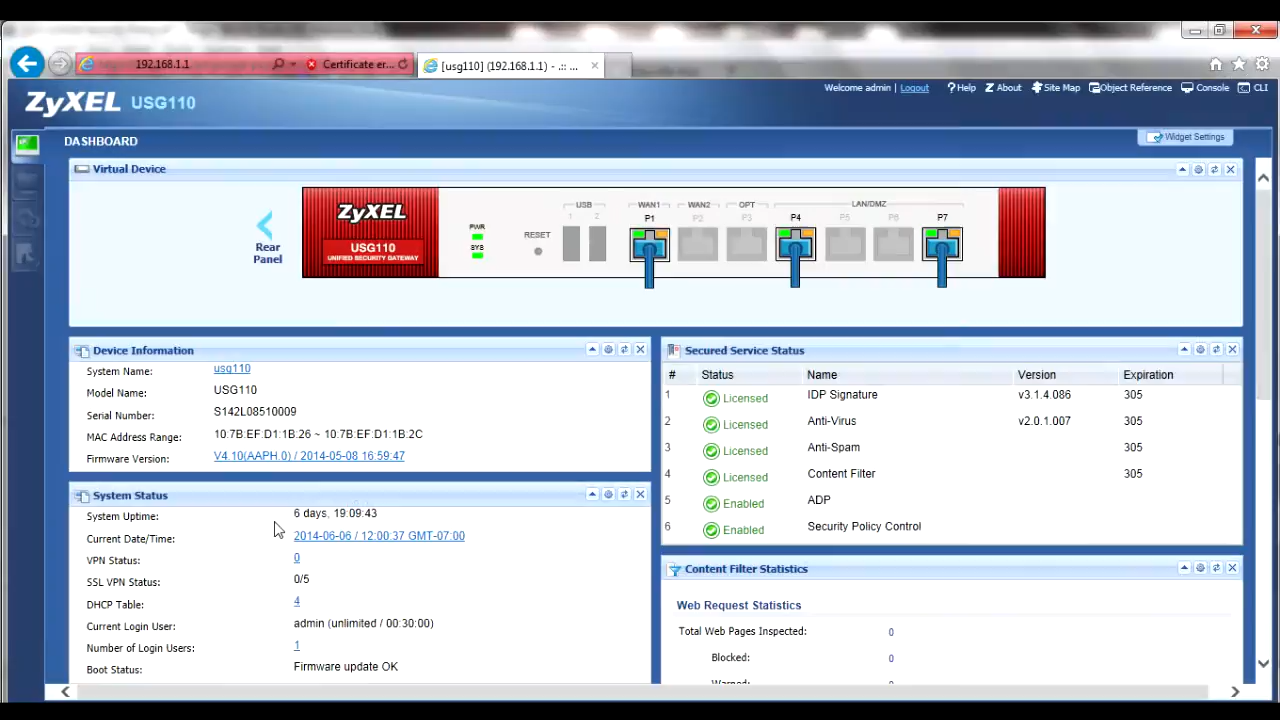 192.168.1.1
Certificate er...
[usg110] (192.168.1.1) - .:: ...
ZyXEL USG110
Welcome admin | Logout
Help
About
Site Map
Object Reference
Console
CLI
DASHBOARD
Widget Settings
Virtual Device
Rear
Panel
ZyXEL
USG110
UNIFIED SECURITY GATEWAY
PWR
SYS
RESET
USB
1 2
WAN1 WAN2 OPT LAN/DMZ
P1 P2 P3 P4 P5 P6 P7
Device Information
System Name: usg110
Model Name: USG110
Serial Number: S142L08510009
MAC Address Range: 10:7B:EF:D1:1B:26 ~ 10:7B:EF:D1:1B:2C
Firmware Version: V4.10(AAPH.0) / 2014-05-08 16:59:47
System Status
System Uptime: 6 days, 19:09:43
Current Date/Time: 2014-06-06 / 12:00:37 GMT-07:00
VPN Status: 0
SSL VPN Status: 0/5
DHCP Table: 4
Current Login User: admin (unlimited / 00:30:00)
Number of Login Users: 1
Boot Status: Firmware update OK
Secured Service Status
# Status Name Version Expiration
1 Licensed IDP Signature v3.1.4.086 305
2 Licensed Anti-Virus v2.0.1.007 305
3 Licensed Anti-Spam 305
4 Licensed Content Filter 305
5 Enabled ADP
6 Enabled Security Policy Control
Content Filter Statistics
Web Request Statistics
Total Web Pages Inspected: 0
Blocked: 0